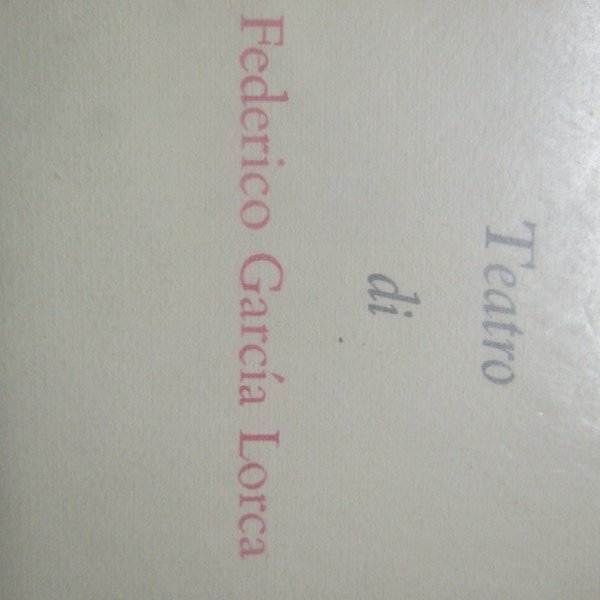 Teatro
di
Federico García Lorca